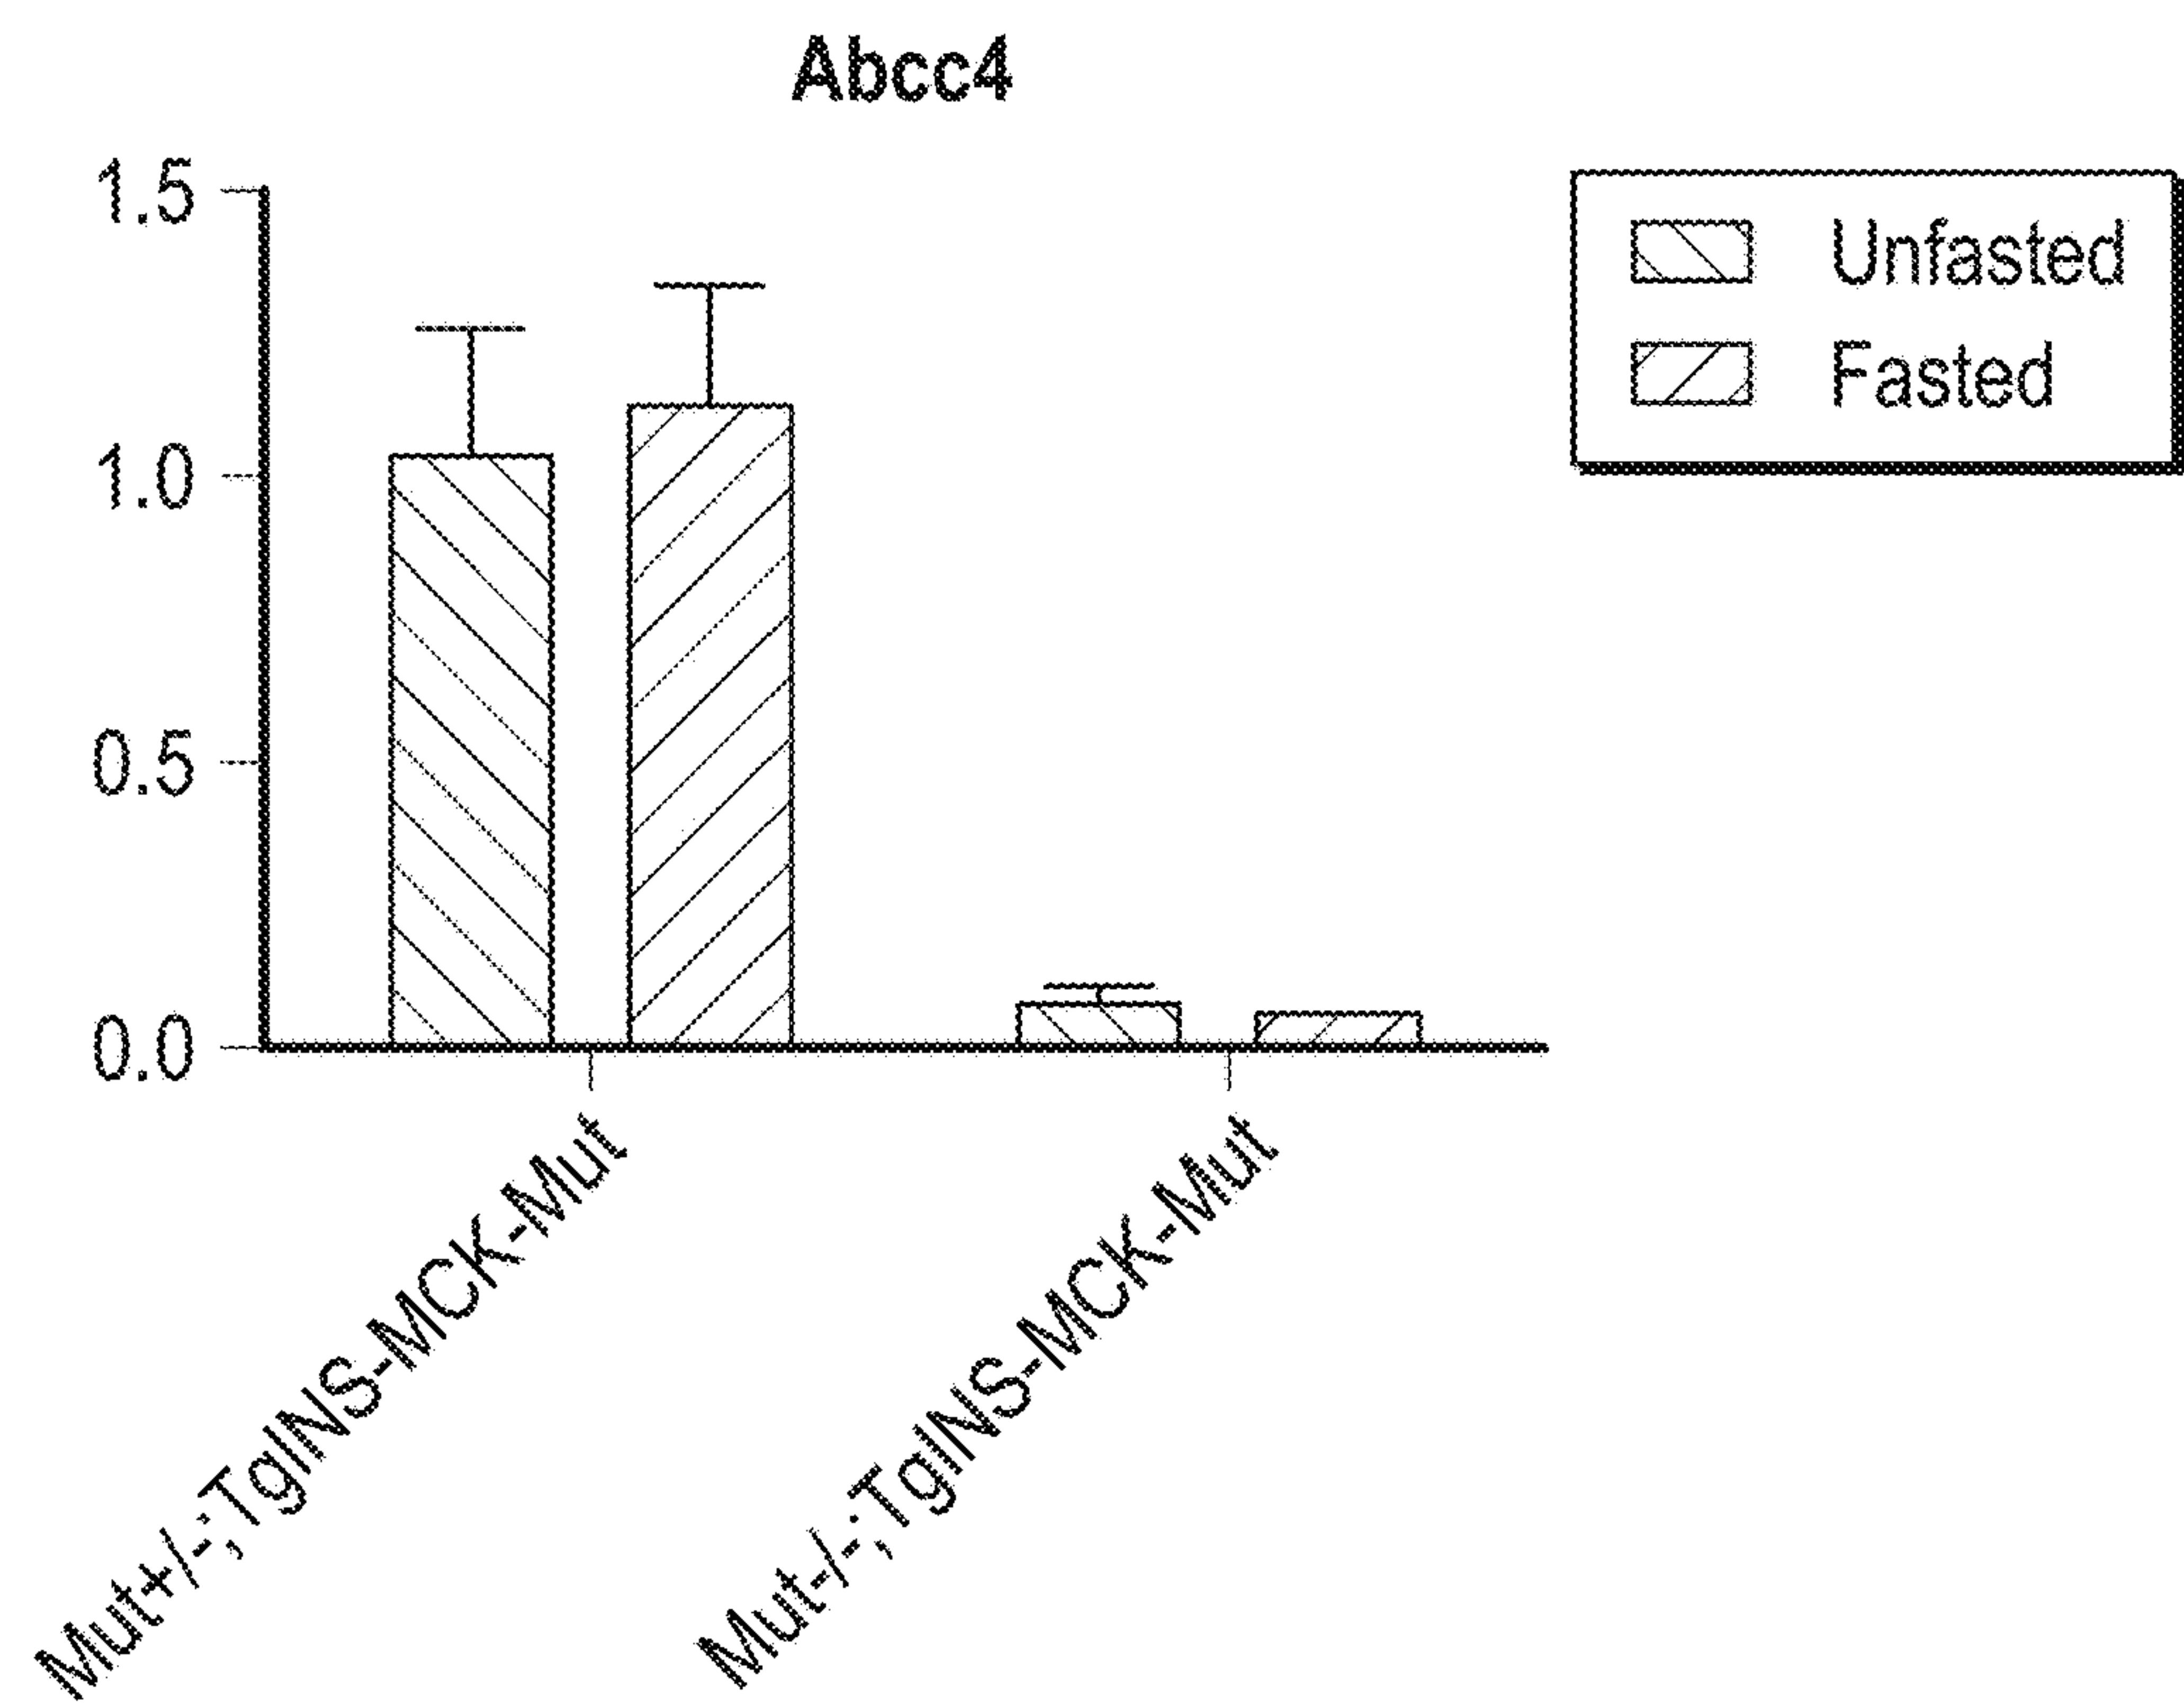 Abcc4
1.5
1.0
0.5
0.0
Unfasted
Fasted
Mut+/-;TgINS-MCK-Mut
Mut-/-;TgINS-MCK-Mut